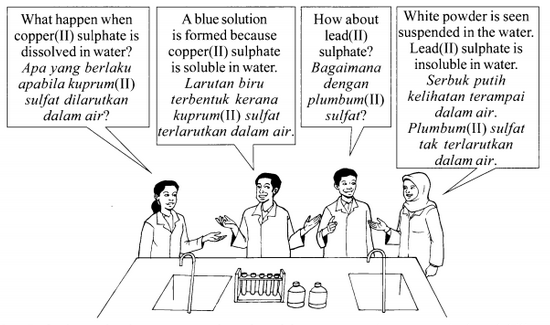 What happen when
copper(II) sulphate is
dissolved in water?
Apa yang berlaku
apabila kuprum(II)
sulfat dilarutkan
dalam air?
A blue solution
is formed because
copper(II) sulphate
is soluble in water.
Larutan biru
terbentuk kerana
kuprum(II) sulfat
terlarutkan dalam air.
How about
lead(II)
sulphate?
Bagaimana
dengan
plumbum(II)
sulfat?
White powder is seen
suspended in the water.
Lead(II) sulphate is
insoluble in water.
Serbuk putih
kelihatan terampai
dalam air.
Plumbum(II) sulfat
tak terlarutkan
dalam air.